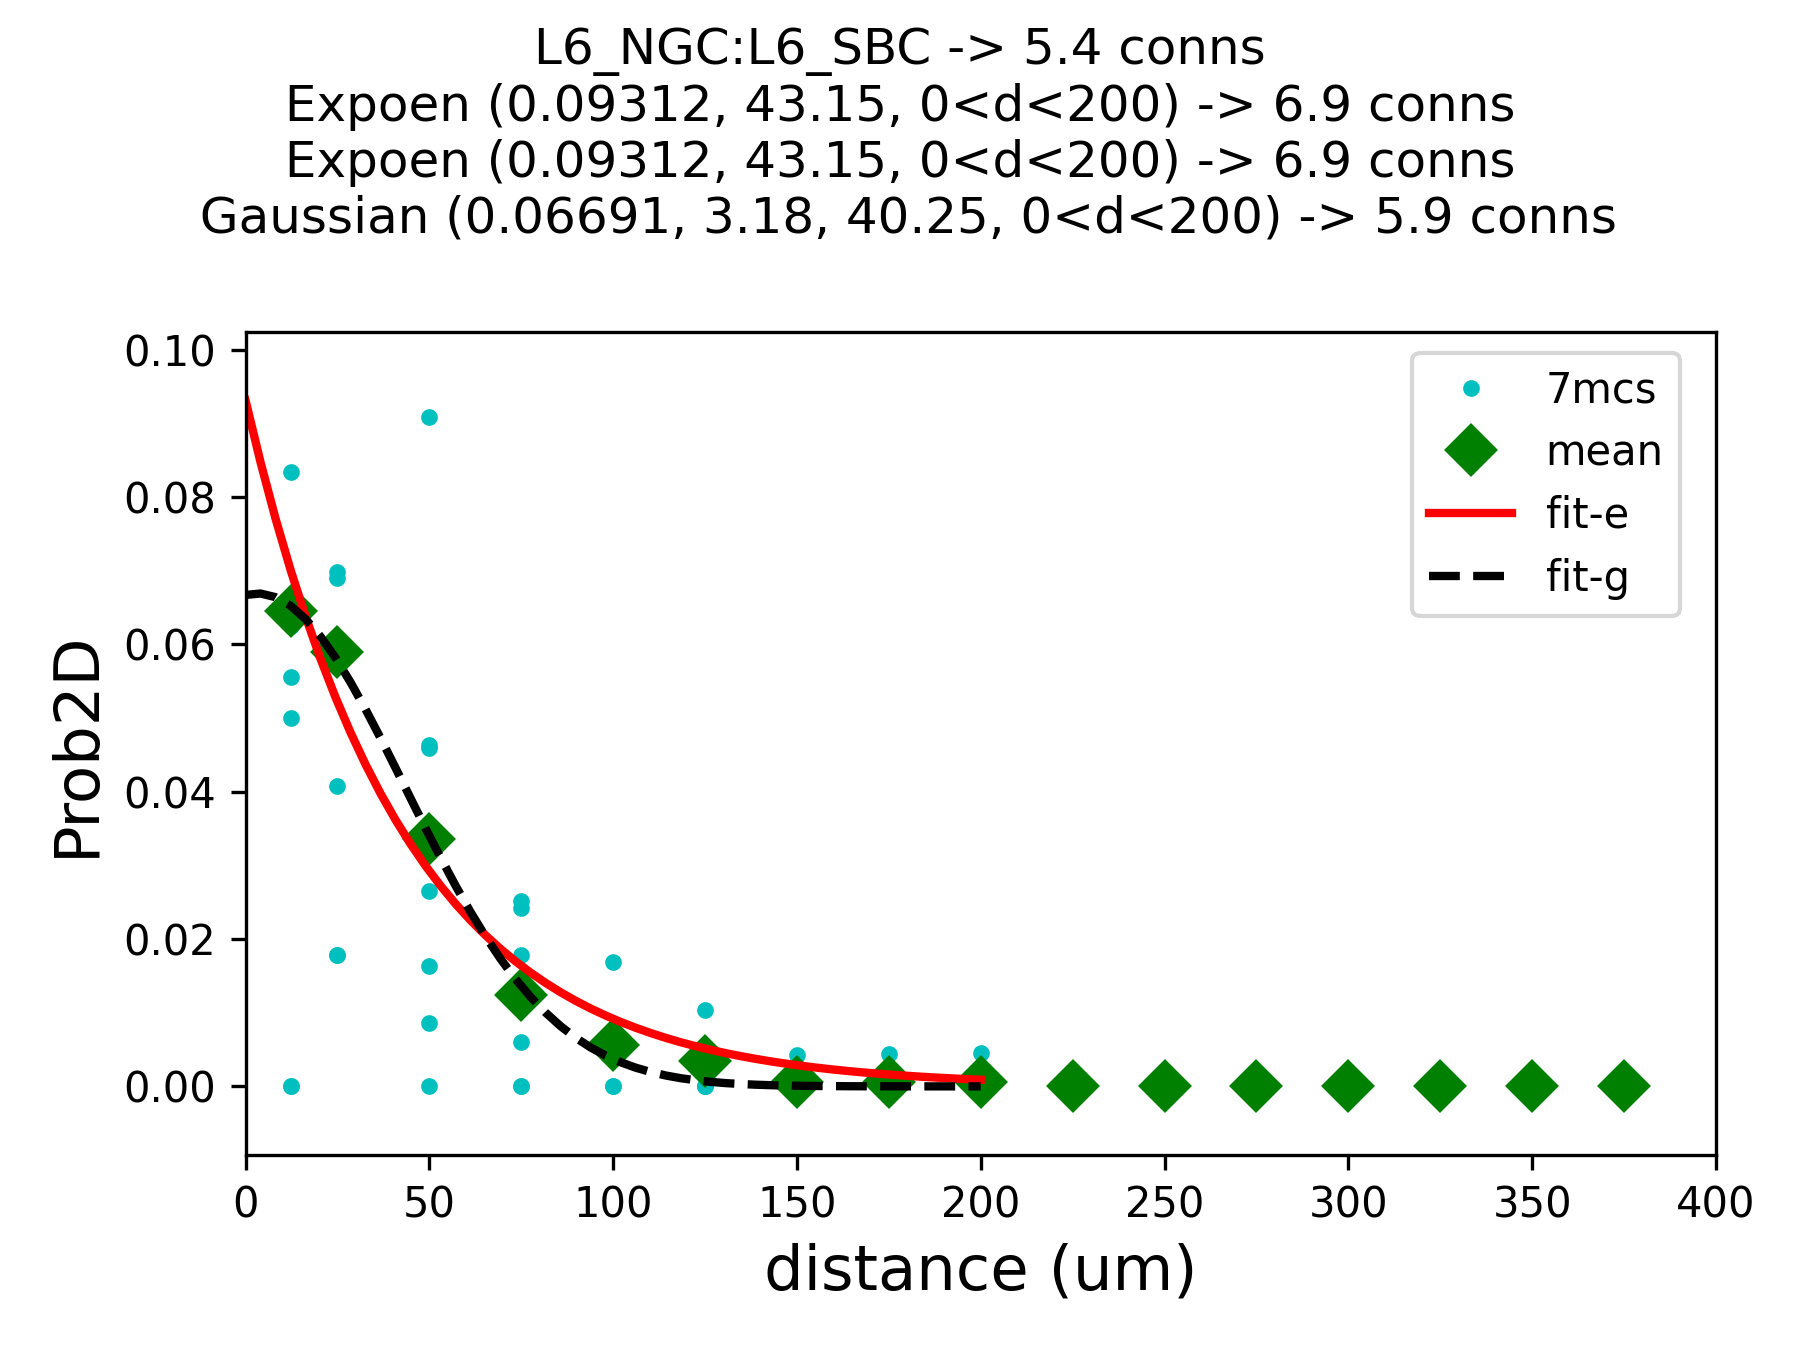 L6_NGC:L6_SBC -> 5.4 conns
Expoen (0.09312, 43.15, 0<d<200) -> 6.9 conns
Expoen (0.09312, 43.15, 0<d<200) -> 6.9 conns
Gaussian (0.06691, 3.18, 40.25, 0<d<200) -> 5.9 conns
0.10
0.08
0.06
0.04
0.02
0.00
Prob2D
7mcs
mean
fit-e
fit-g
0 50 100 150 200 250 300 350 400
distance (um)